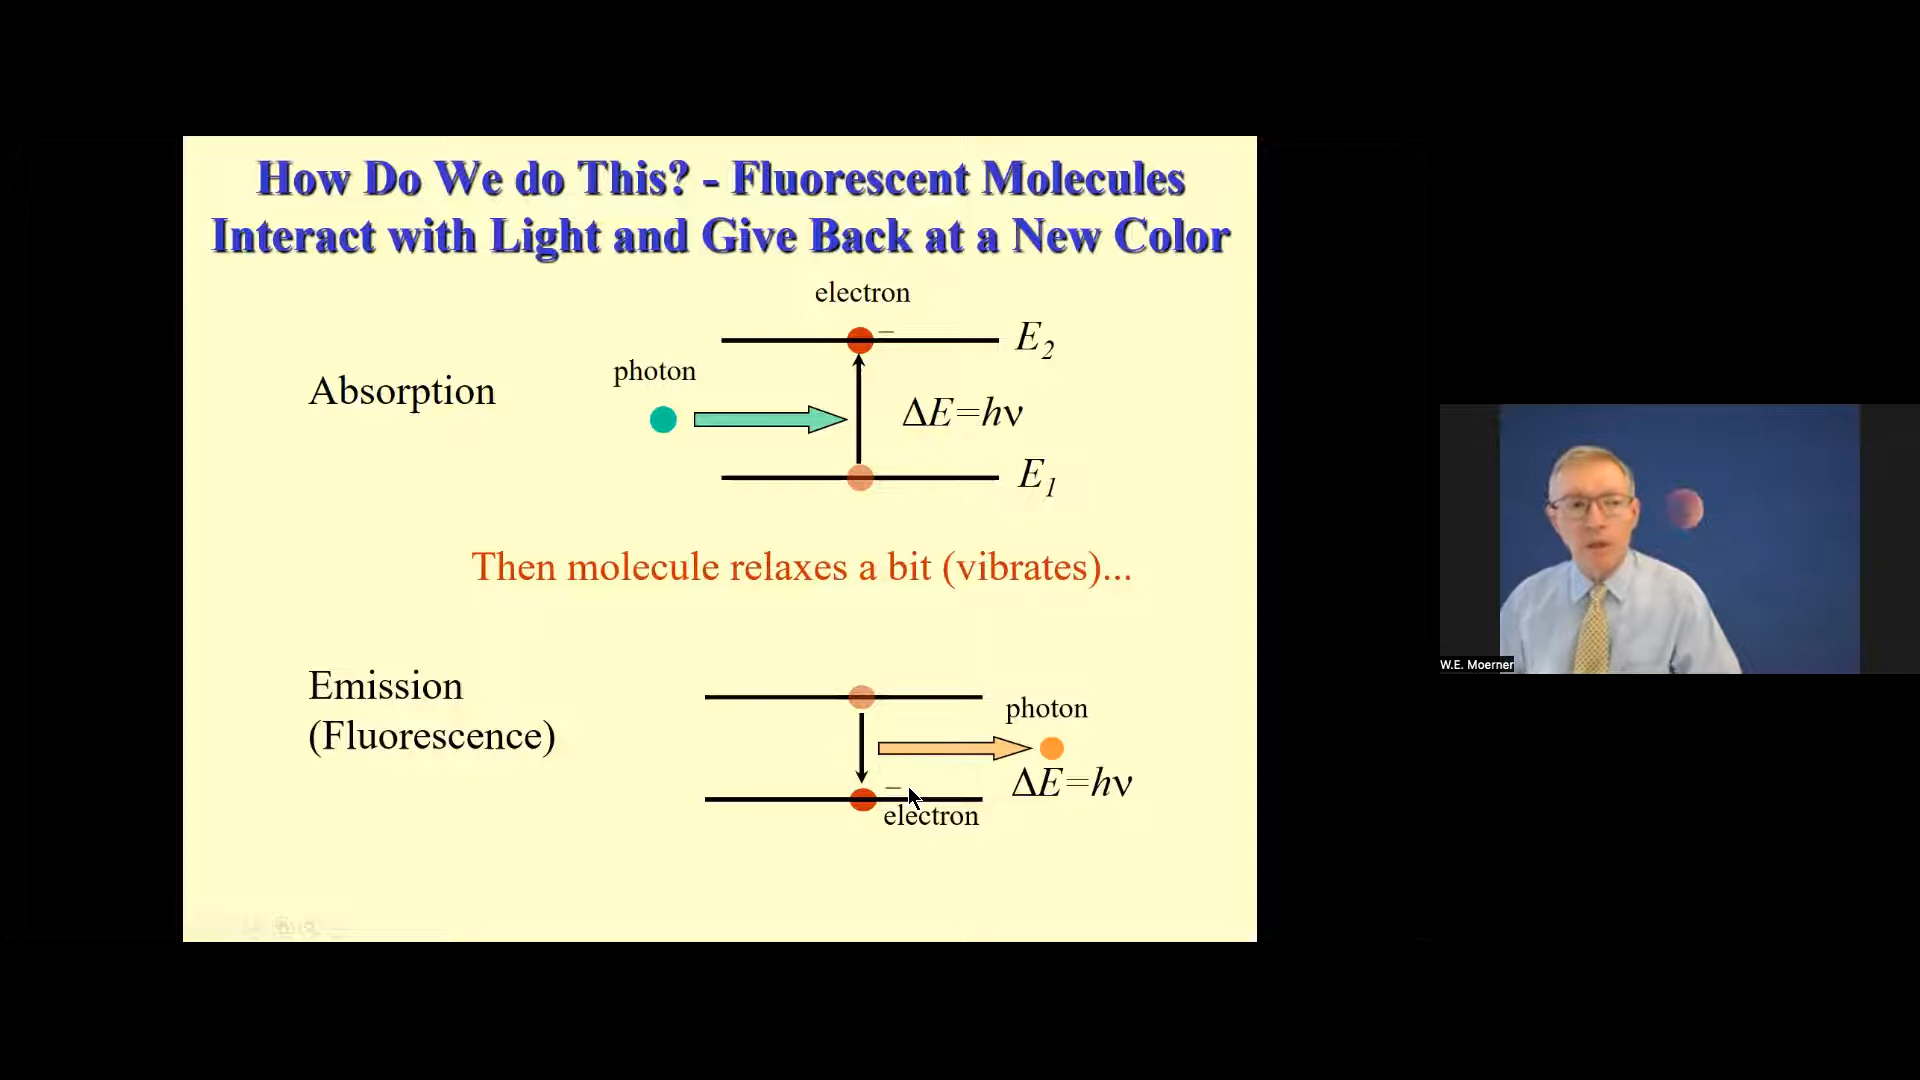 How Do We do This? - Fluorescent Molecules
Interact with Light and Give Back at a New Color
electron
–
E2
photon
Absorption
ΔE=hν
E1
Then molecule relaxes a bit (vibrates)...
Emission
(Fluorescence)
photon
ΔE=hν
–
electron
W.E. Moerner